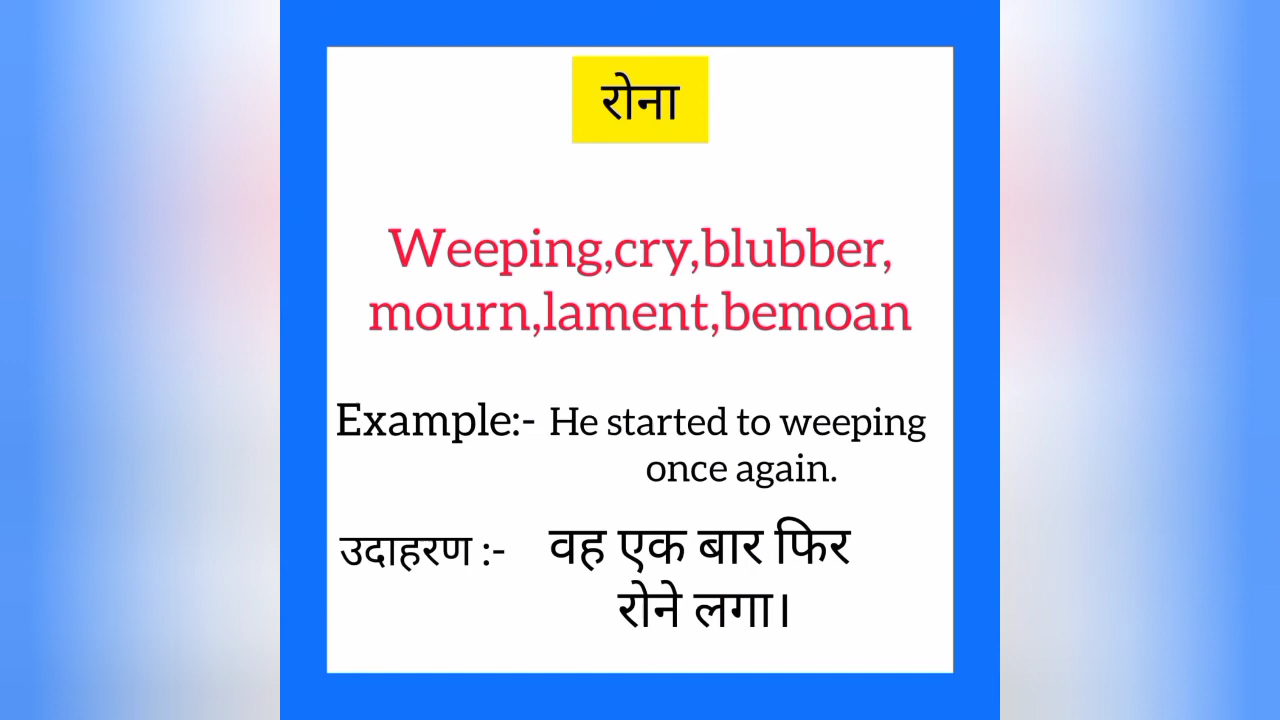 रोना
Weeping,cry,blubber,
mourn,lament,bemoan
Example:- He started to weeping
once again.
उदाहरण :- वह एक बार फिर
रोने लगा।